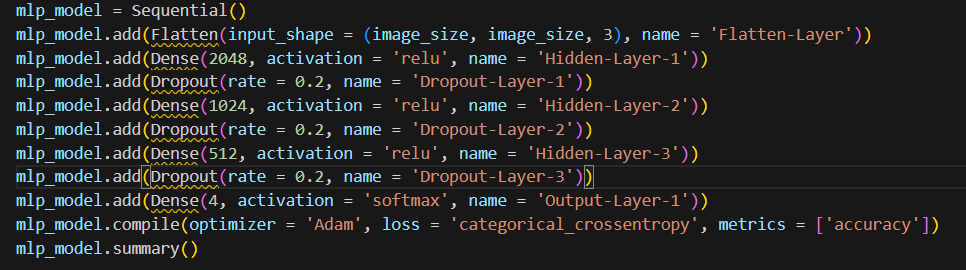 mlp_model = Sequential()
mlp_model.add(Flatten(input_shape = (image_size, image_size, 3), name = 'Flatten-Layer'))
mlp_model.add(Dense(2048, activation = 'relu', name = 'Hidden-Layer-1'))
mlp_model.add(Dropout(rate = 0.2, name = 'Dropout-Layer-1'))
mlp_model.add(Dense(1024, activation = 'relu', name = 'Hidden-Layer-2'))
mlp_model.add(Dropout(rate = 0.2, name = 'Dropout-Layer-2'))
mlp_model.add(Dense(512, activation = 'relu', name = 'Hidden-Layer-3'))
mlp_model.add(Dropout(rate = 0.2, name = 'Dropout-Layer-3'))
mlp_model.add(Dense(4, activation = 'softmax', name = 'Output-Layer-1'))
mlp_model.compile(optimizer = 'Adam', loss = 'categorical_crossentropy', metrics = ['accuracy'])
mlp_model.summary()